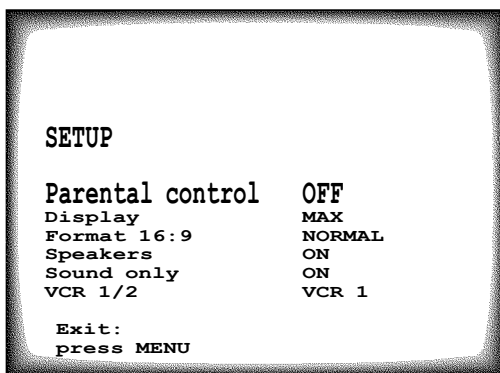 SETUP
Parental control OFF
Display MAX
Format 16:9 NORMAL
Speakers ON
Sound only ON
VCR 1/2 VCR 1
Exit:
press MENU